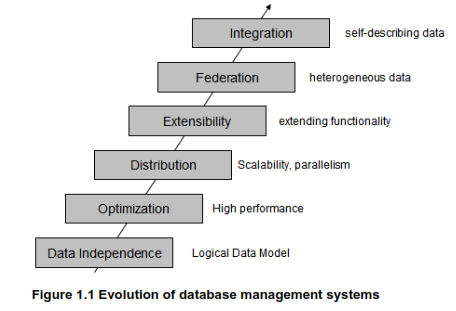 Integration self-describing data
Federation heterogeneous data
Extensibility extending functionality
Distribution Scalability, parallelism
Optimization High performance
Data Independence Logical Data Model
Figure 1.1 Evolution of database management systems